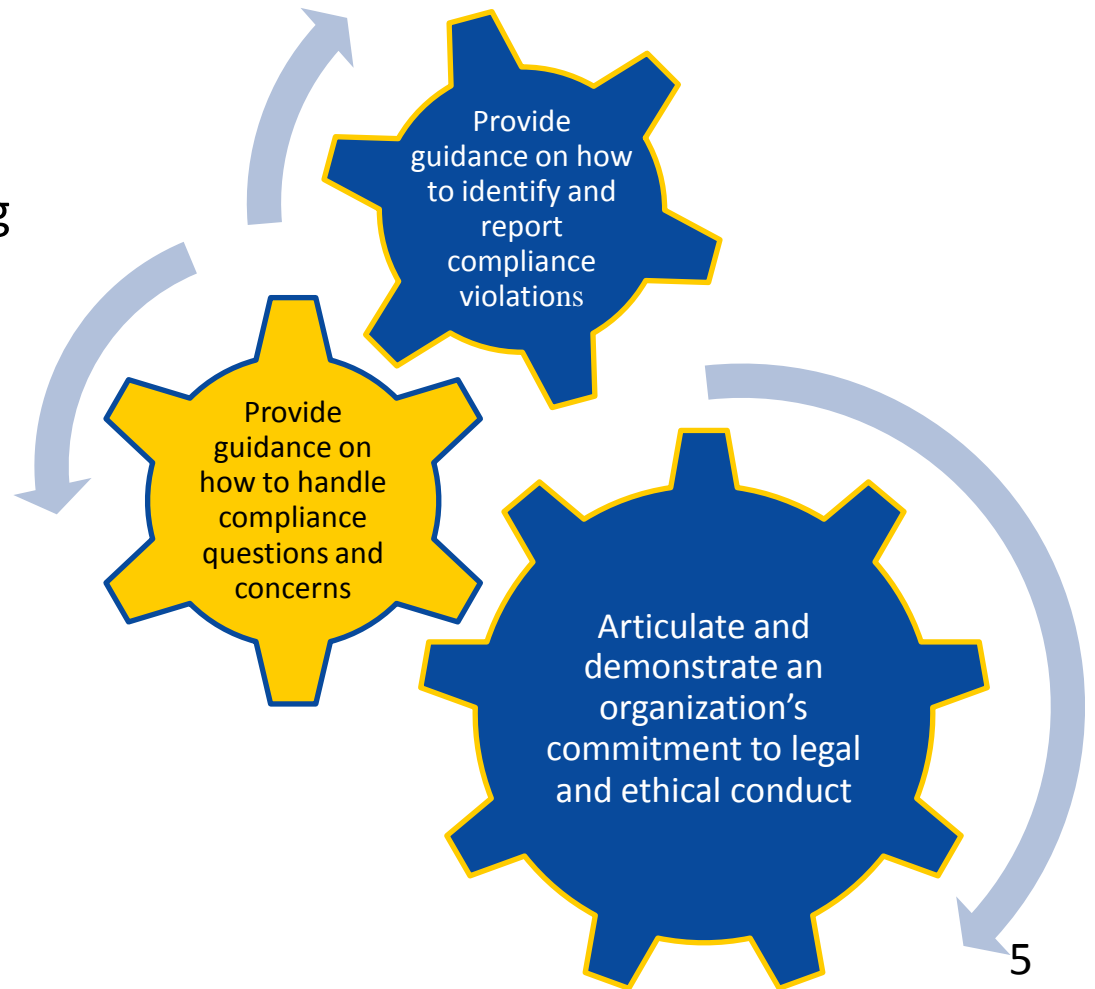 Provide
guidance on how
to identify and
report
compliance
violations
g
Provide
guidance on
how to handle
compliance
questions and
concerns
Articulate and
demonstrate an
organization’s
commitment to legal
and ethical conduct
5